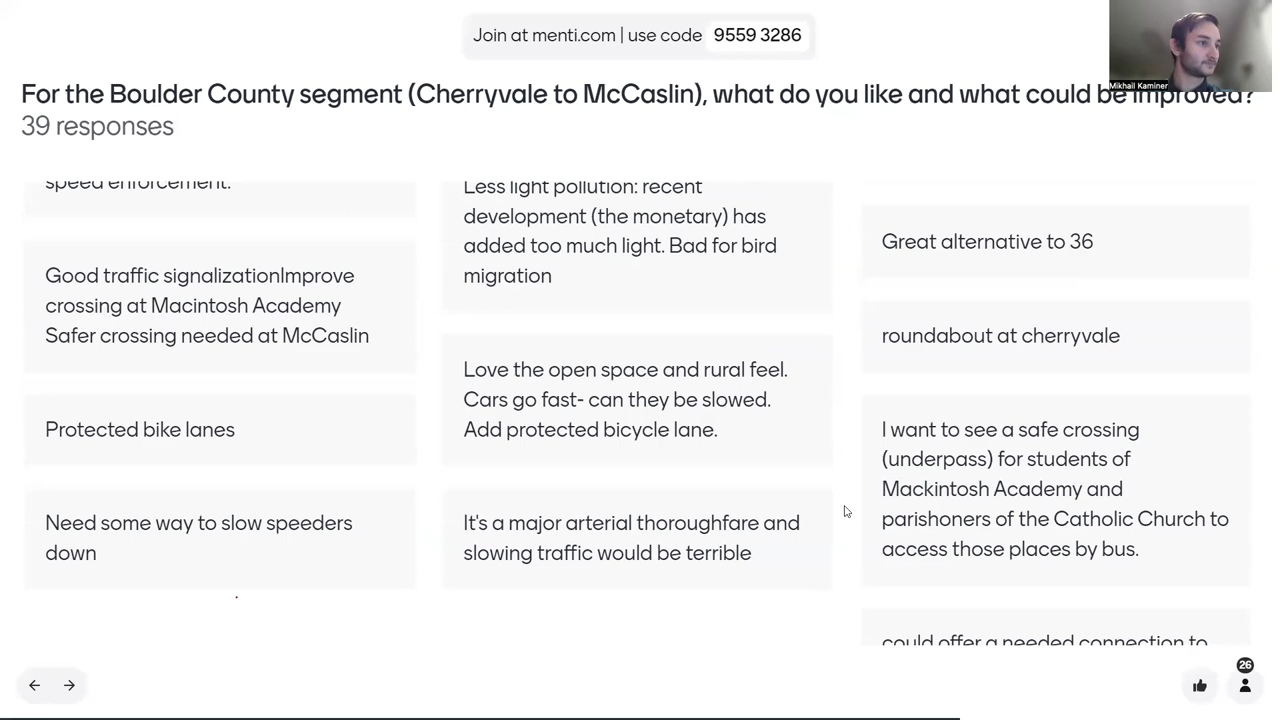 Join at menti.com | use code 9559 3286
Mikhail Kaminer
For the Boulder County segment (Cherryvale to McCaslin), what do you like and what could be improved?
39 responses
speed enforcement.
Good traffic signalizationImprove
crossing at Macintosh Academy
Safer crossing needed at McCaslin
Protected bike lanes
Need some way to slow speeders
down
Less light pollution: recent
development (the monetary) has
added too much light. Bad for bird
migration
Love the open space and rural feel.
Cars go fast- can they be slowed.
Add protected bicycle lane.
It's a major arterial thoroughfare and
slowing traffic would be terrible
Great alternative to 36
roundabout at cherryvale
I want to see a safe crossing
(underpass) for students of
Mackintosh Academy and
parishoners of the Catholic Church to
access those places by bus.
could offer a needed connection to
26